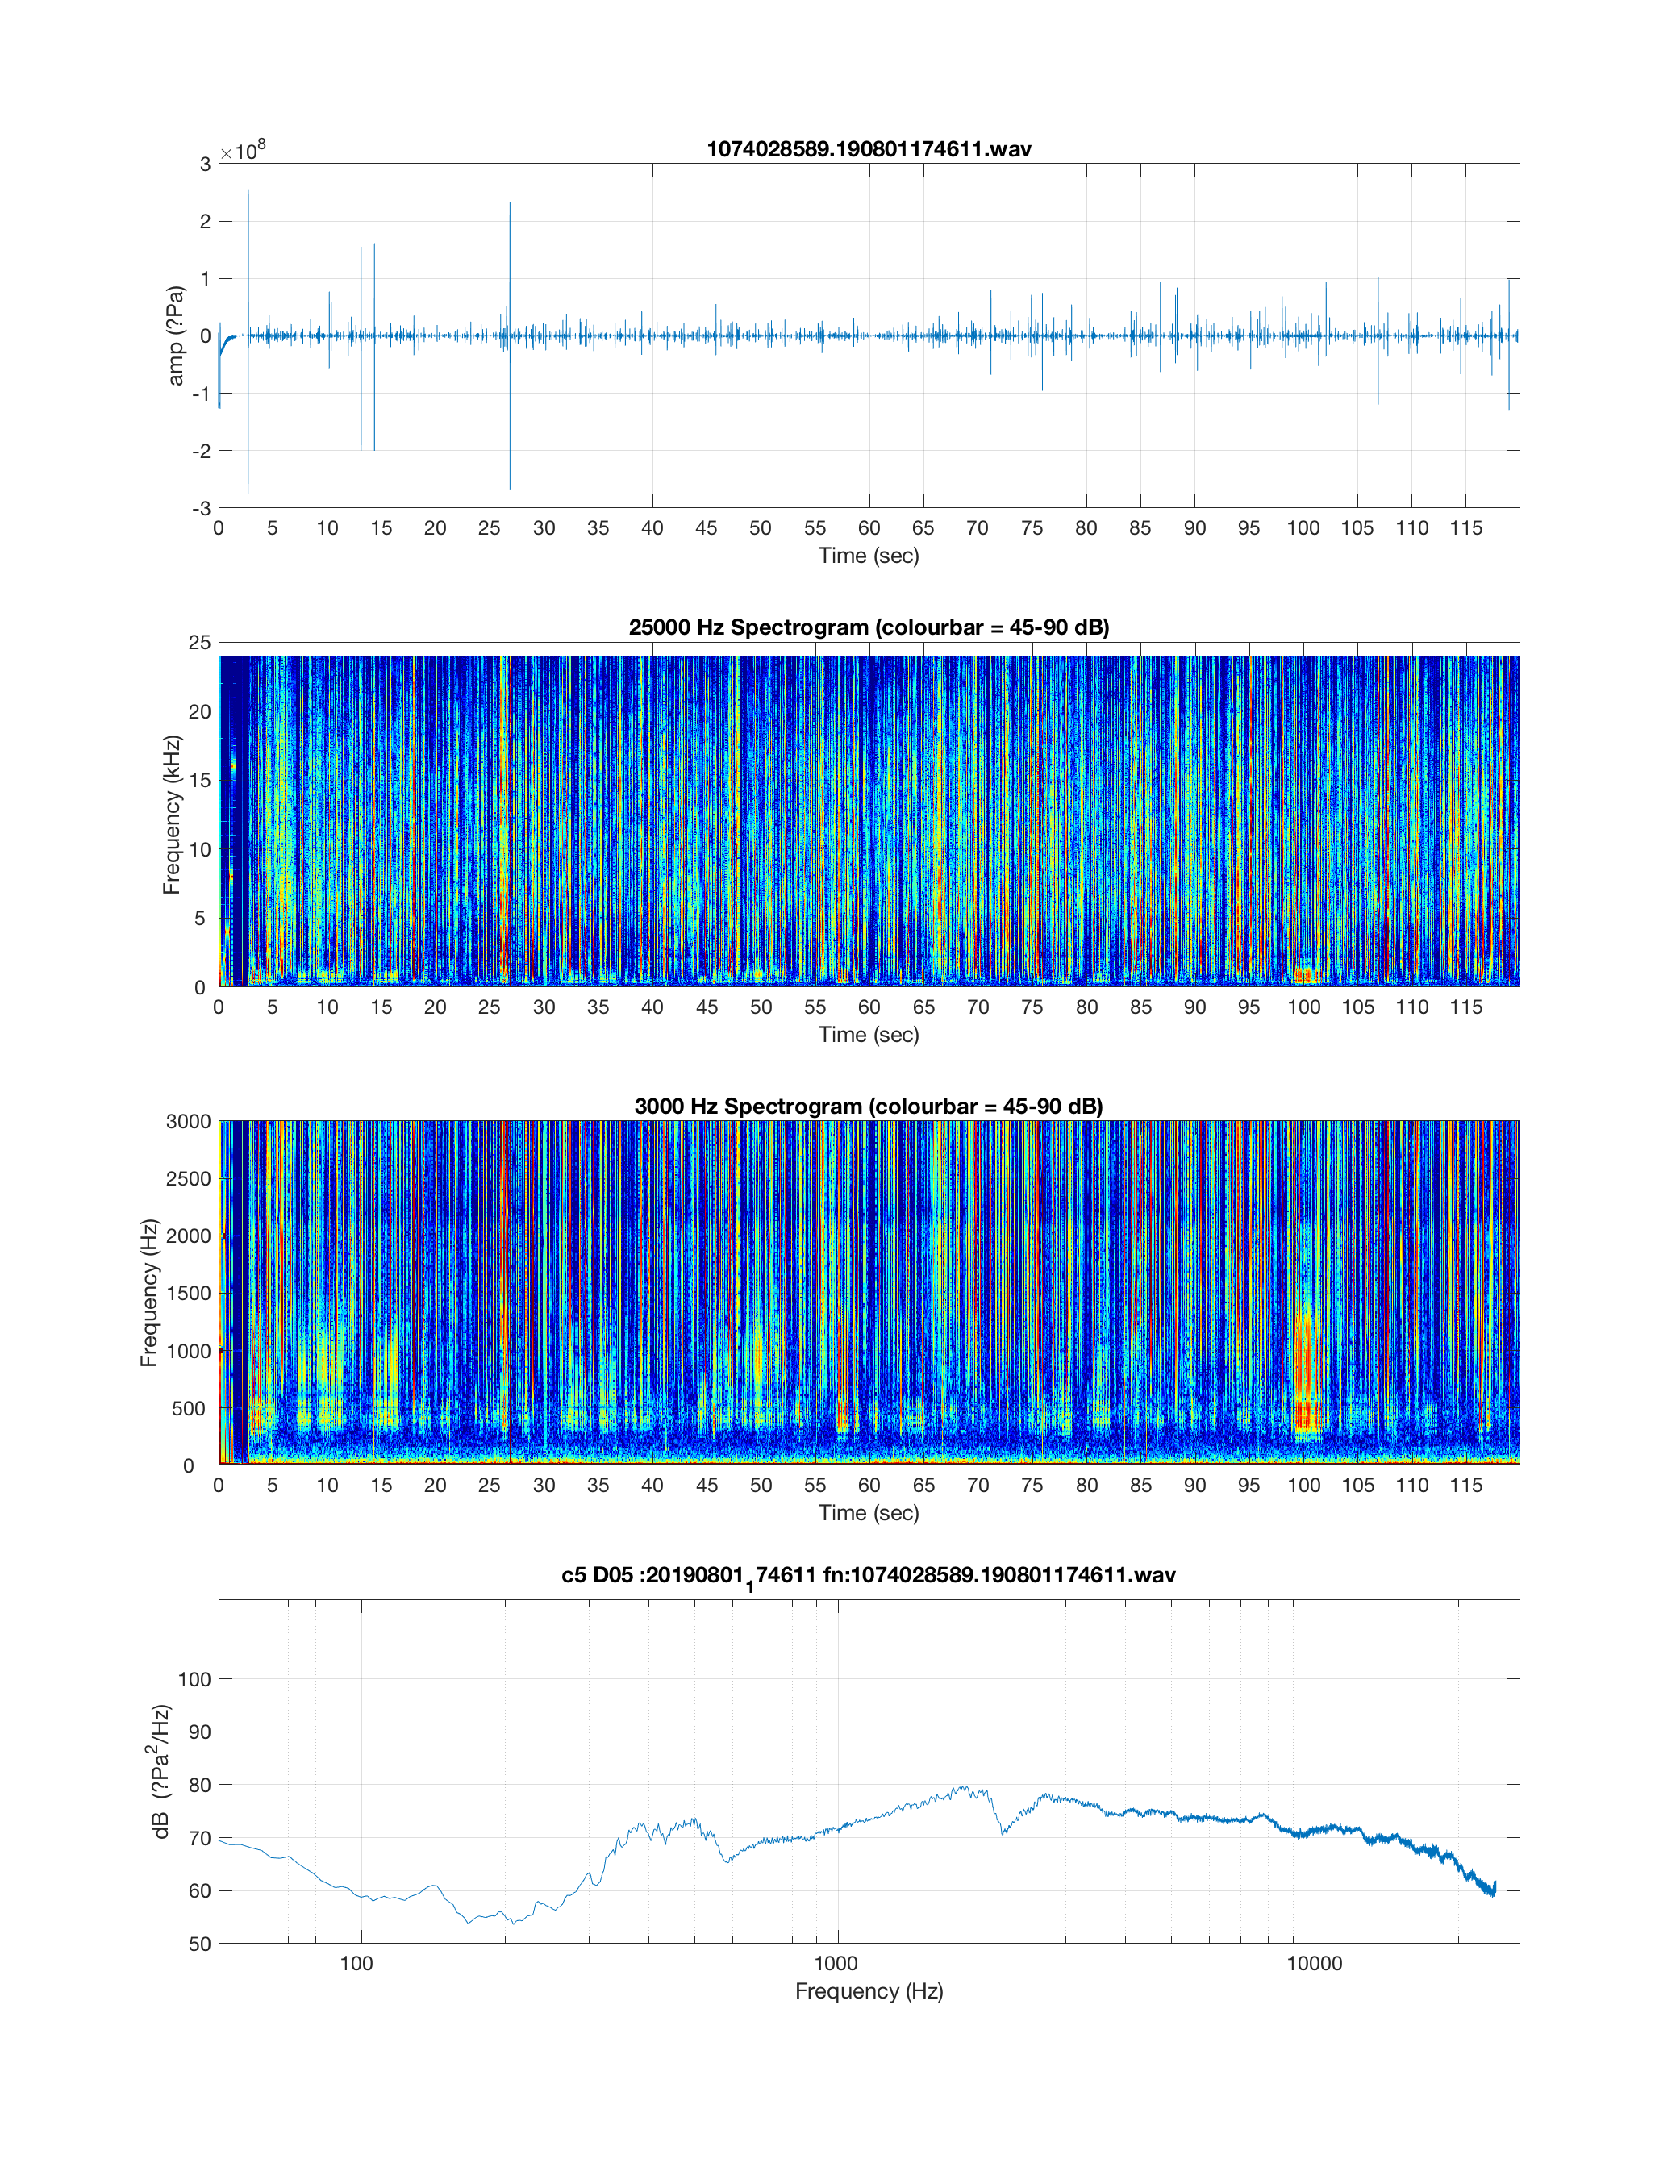 1074028589.190801174611.wav
×10⁸
3
2
1
0
-1
-2
-3
amp (?Pa)
0 5 10 15 20 25 30 35 40 45 50 55 60 65 70 75 80 85 90 95 100 105 110 115
Time (sec)
25000 Hz Spectrogram (colourbar = 45-90 dB)
25
20
15
10
5
0
Frequency (kHz)
0 5 10 15 20 25 30 35 40 45 50 55 60 65 70 75 80 85 90 95 100 105 110 115
Time (sec)
3000 Hz Spectrogram (colourbar = 45-90 dB)
3000
2500
2000
1500
1000
500
0
Frequency (Hz)
0 5 10 15 20 25 30 35 40 45 50 55 60 65 70 75 80 85 90 95 100 105 110 115
Time (sec)
c5 D05 :20190801₁74611 fn:1074028589.190801174611.wav
100
90
80
70
60
50
dB (?Pa²/Hz)
100 1000 10000
Frequency (Hz)